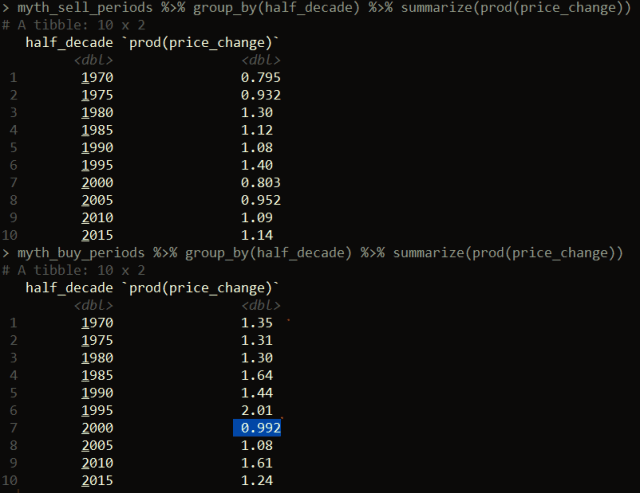 > myth_sell_periods %>% group_by(half_decade) %>% summarize(prod(price_change))
# A tibble: 10 x 2
half_decade `prod(price_change)`
<dbl> <dbl>
1 1970 0.795
2 1975 0.932
3 1980 1.30
4 1985 1.12
5 1990 1.08
6 1995 1.40
7 2000 0.803
8 2005 0.952
9 2010 1.09
10 2015 1.14
> myth_buy_periods %>% group_by(half_decade) %>% summarize(prod(price_change))
# A tibble: 10 x 2
half_decade `prod(price_change)`
<dbl> <dbl>
1 1970 1.35
2 1975 1.31
3 1980 1.30
4 1985 1.64
5 1990 1.44
6 1995 2.01
7 2000 0.992
8 2005 1.08
9 2010 1.61
10 2015 1.24